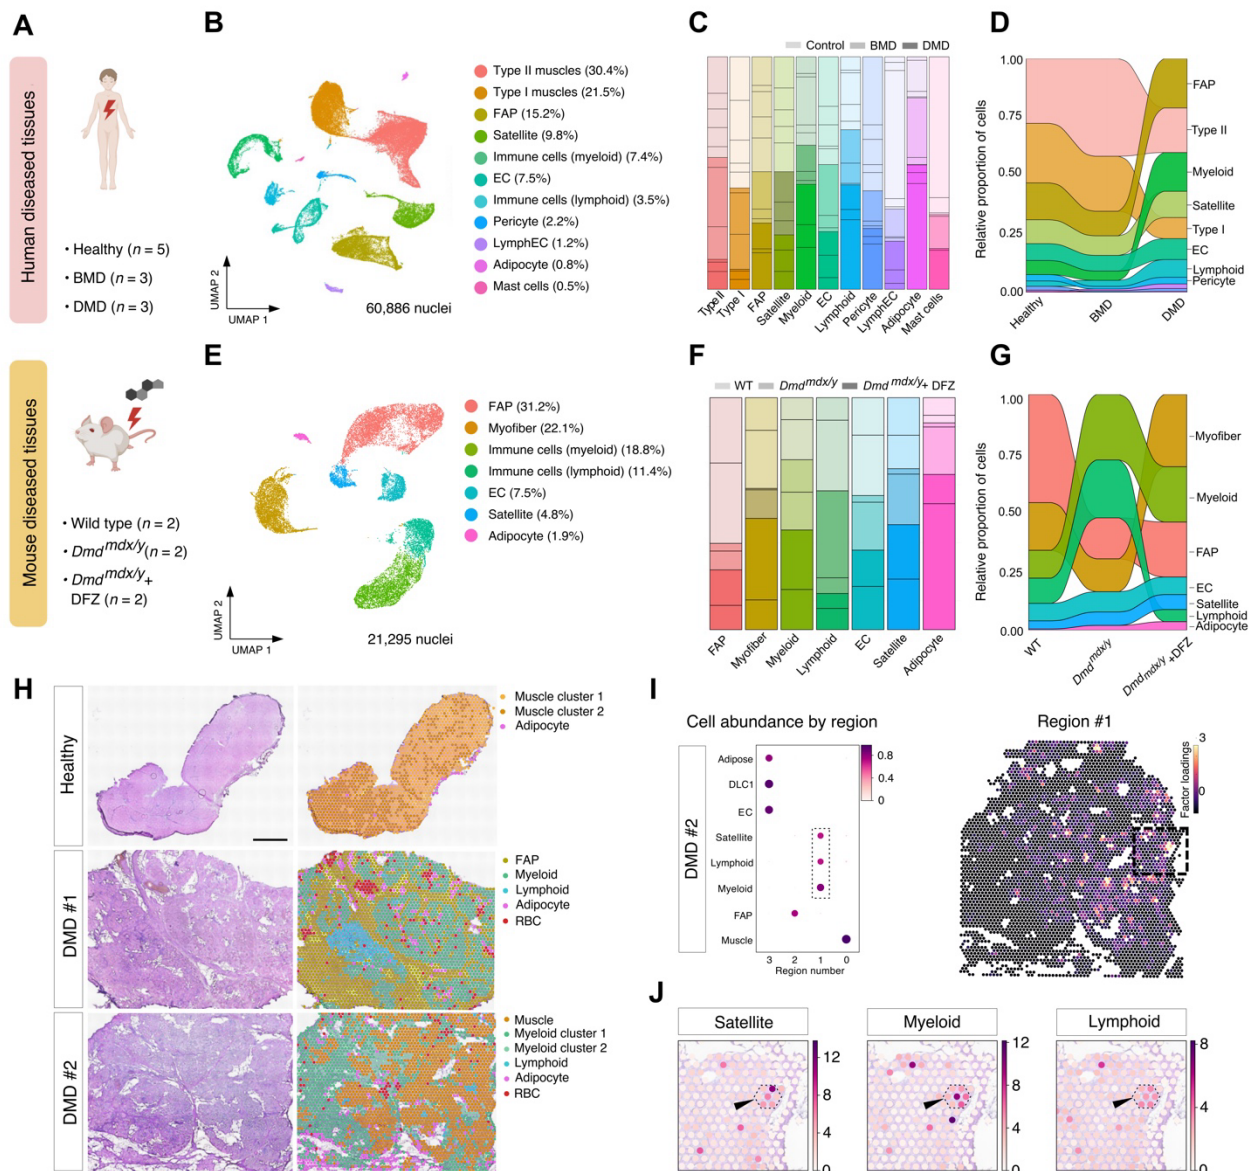 A
Human diseased tissues
• Healthy (n = 5)
• BMD (n = 3)
• DMD (n = 3)
B
Type II muscles (30.4%)
Type I muscles (21.5%)
FAP (15.2%)
Satellite (9.8%)
Immune cells (myeloid) (7.4%)
EC (7.5%)
Immune cells (lymphoid) (3.5%)
Pericyte (2.2%)
LymphEC (1.2%)
Adipocyte (0.8%)
Mast cells (0.5%)
UMAP 2
UMAP 1
60,886 nuclei
C
Control BMD DMD
Type II
Type I
FAP
Satellite
Myeloid
EC
Lymphoid
Pericyte
LymphEC
Adipocyte
Mast cells
D
Relative proportion of cells
1.00
0.75
0.50
0.25
0.00
FAP
Type II
Myeloid
Satellite
Type I
EC
Lymphoid
Pericyte
Healthy
BMD
DMD
Mouse diseased tissues
• Wild type (n = 2)
• Dmdmdx/y (n = 2)
• Dmdmdx/y+
DFZ (n = 2)
E
FAP (31.2%)
Myofiber (22.1%)
Immune cells (myeloid) (18.8%)
Immune cells (lymphoid) (11.4%)
EC (7.5%)
Satellite (4.8%)
Adipocyte (1.9%)
UMAP 2
UMAP 1
21,295 nuclei
F
WT Dmdmdx/y Dmdmdx/y+ DFZ
FAP
Myofiber
Myeloid
Lymphoid
EC
Satellite
Adipocyte
G
Relative proportion of cells
1.00
0.75
0.50
0.25
0.00
Myofiber
Myeloid
FAP
EC
Satellite
Lymphoid
Adipocyte
WT
Dmdmdx/y
Dmdmdx/y +DFZ
H
Healthy
Muscle cluster 1
Muscle cluster 2
Adipocyte
DMD #1
FAP
Myeloid
Lymphoid
Adipocyte
RBC
DMD #2
Muscle
Myeloid cluster 1
Myeloid cluster 2
Lymphoid
Adipocyte
RBC
I
Cell abundance by region
DMD #2
Adipose
DLC1
EC
Satellite
Lymphoid
Myeloid
FAP
Muscle
3 2 1 0
Region number
0.8
0.4
0
Region #1
3
0
Factor loadings
J
Satellite
12
8
4
0
Myeloid
12
8
4
0
Lymphoid
8
4
0